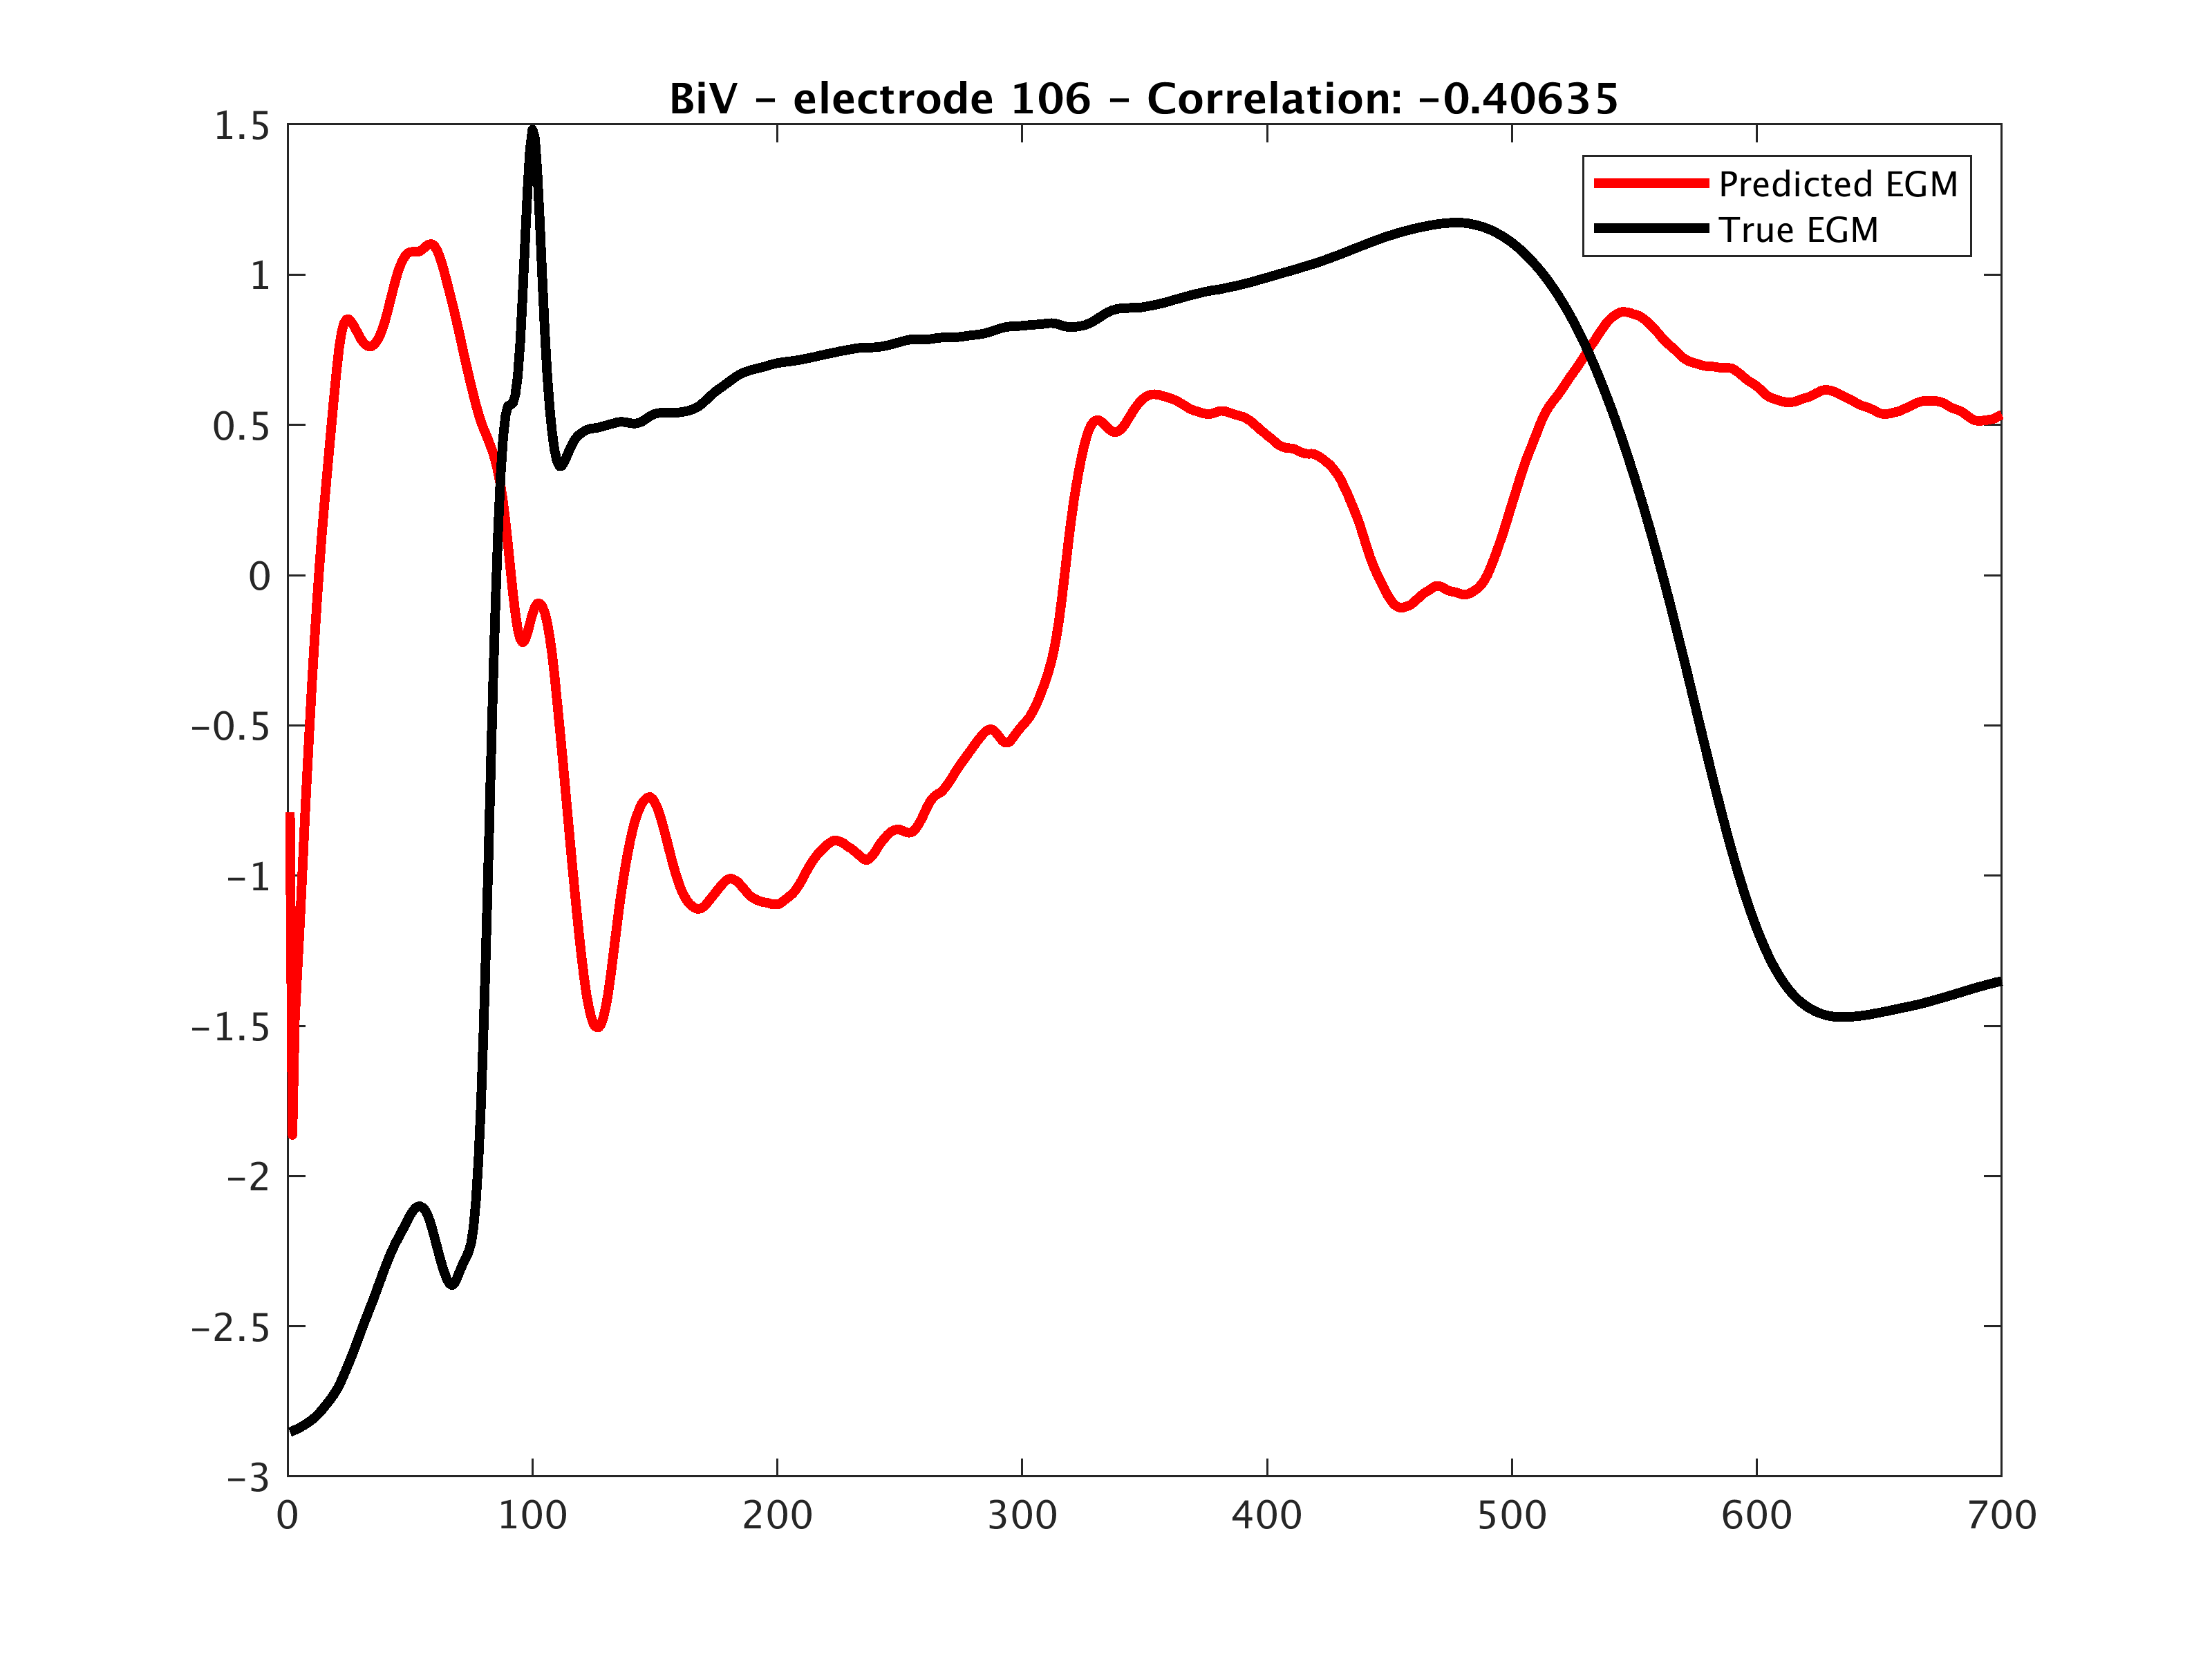 BiV – electrode 106 – Correlation: –0.40635
1.5
1
0.5
0
–0.5
–1
–1.5
–2
–2.5
–3
0 100 200 300 400 500 600 700
Predicted EGM
True EGM